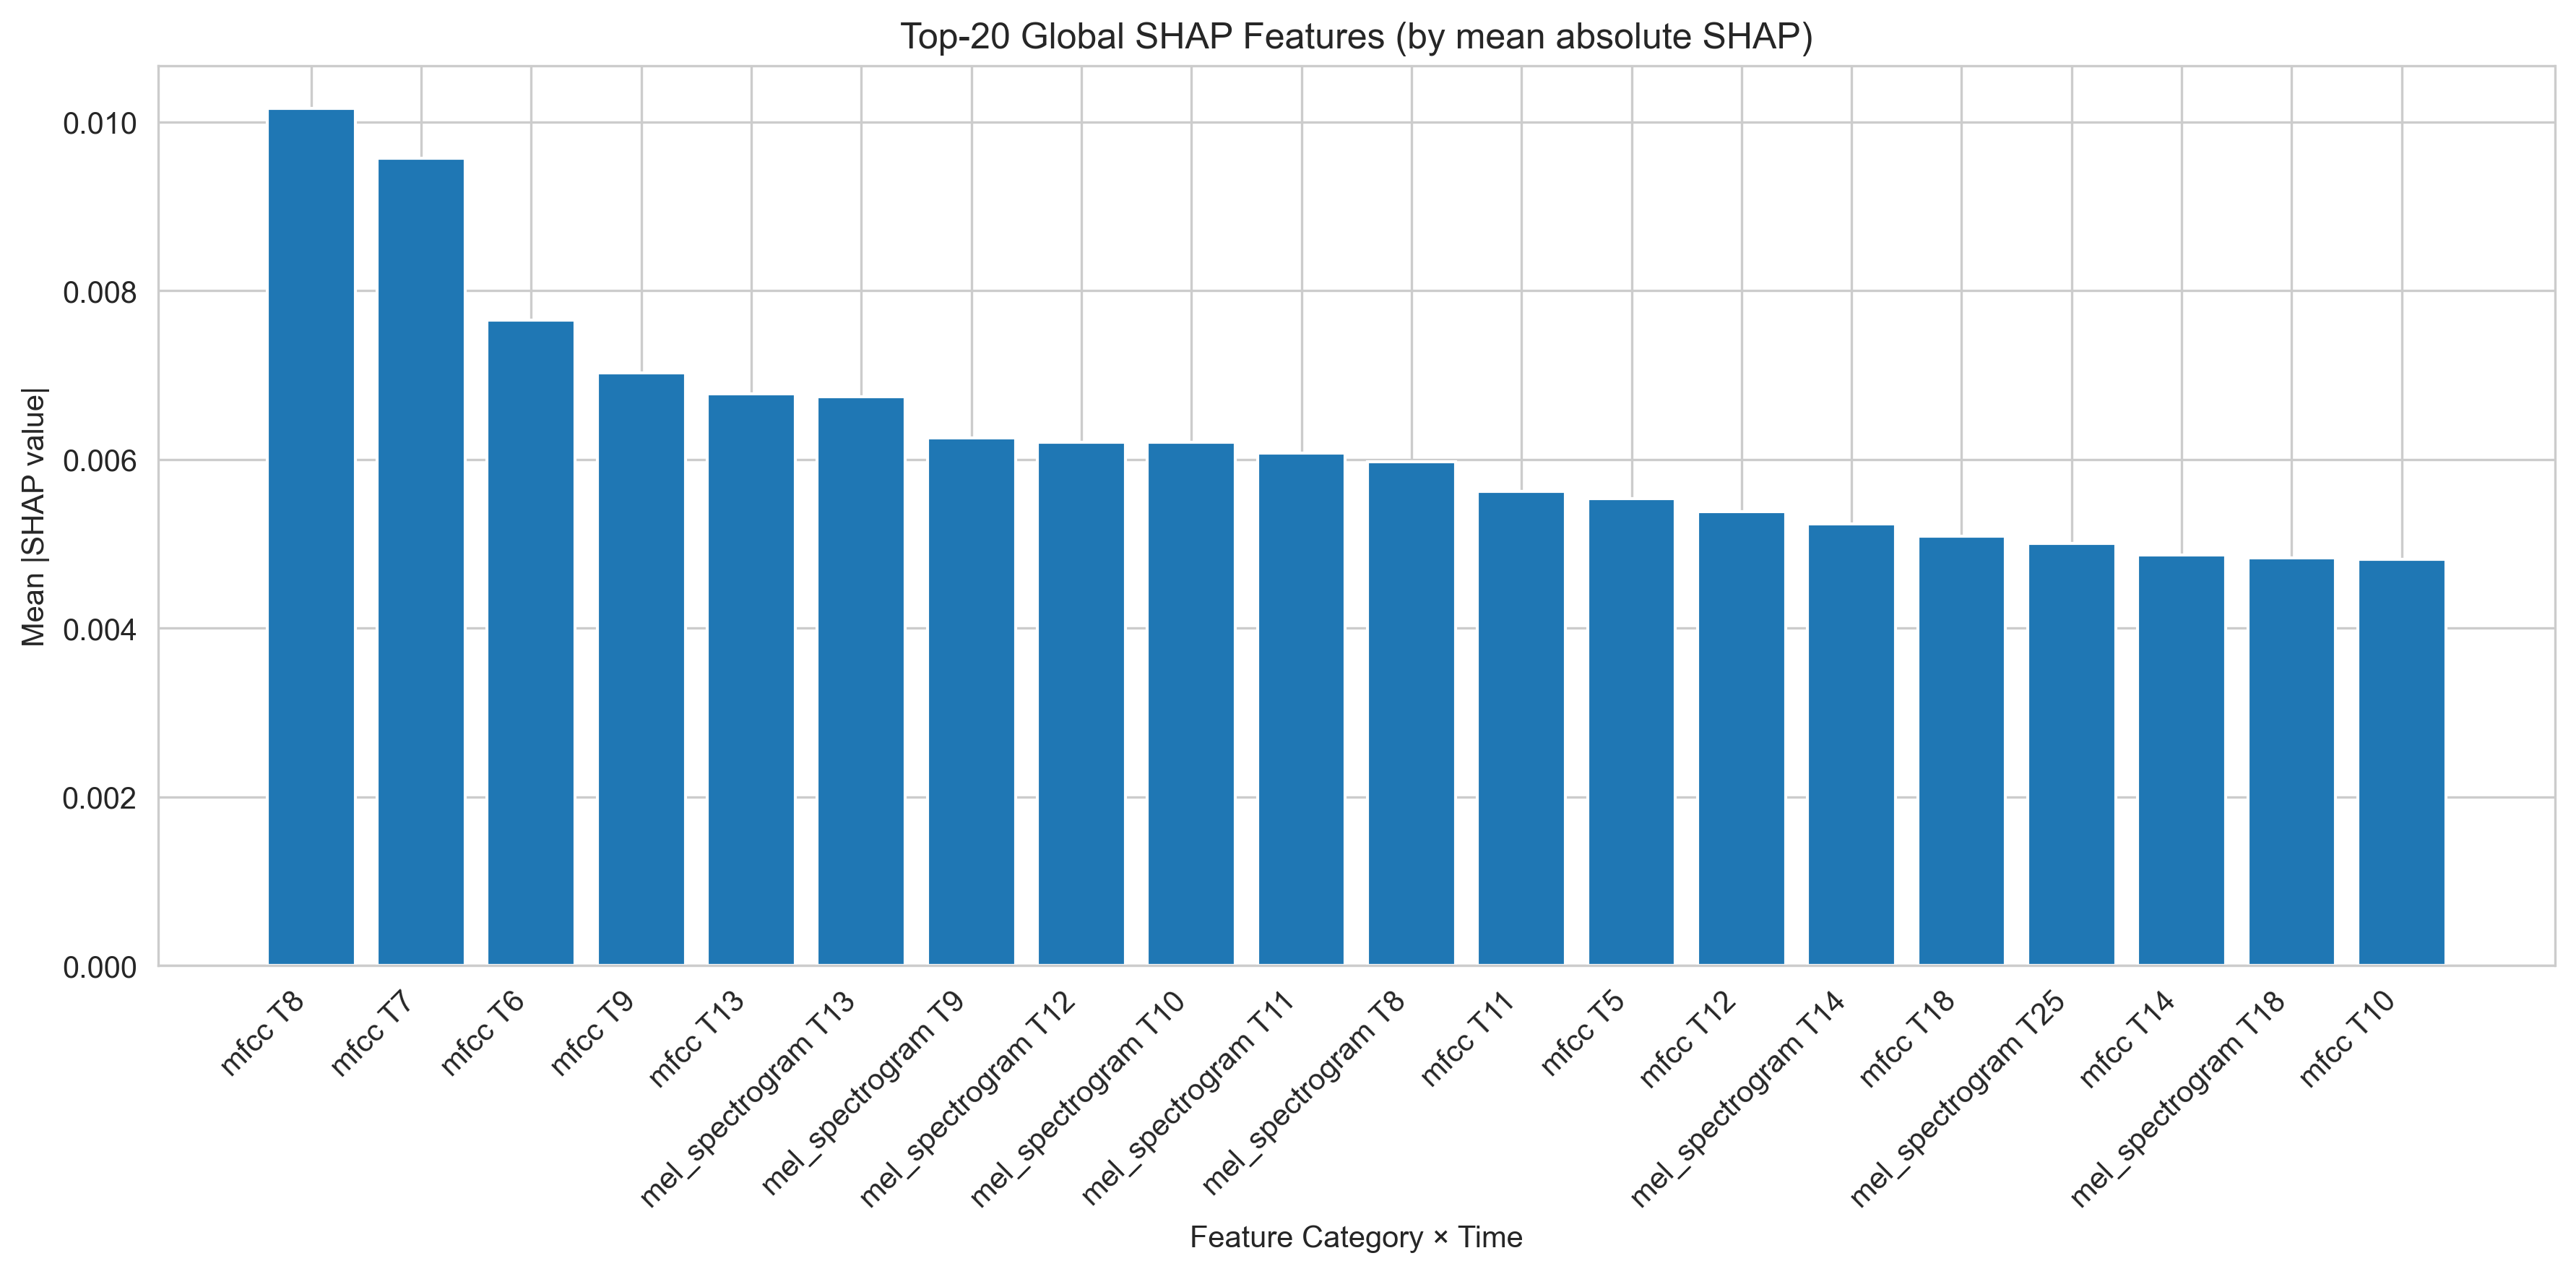 Top-20 Global SHAP Features (by mean absolute SHAP)
Mean |SHAP value|
0.010
0.008
0.006
0.004
0.002
0.000
mfcc T8
mfcc T7
mfcc T6
mfcc T9
mfcc T13
mel_spectrogram T13
mel_spectrogram T9
mel_spectrogram T12
mel_spectrogram T10
mel_spectrogram T11
mel_spectrogram T8
mfcc T11
mfcc T5
mfcc T12
mel_spectrogram T14
mfcc T18
mel_spectrogram T25
mfcc T14
mel_spectrogram T18
mfcc T10
Feature Category × Time